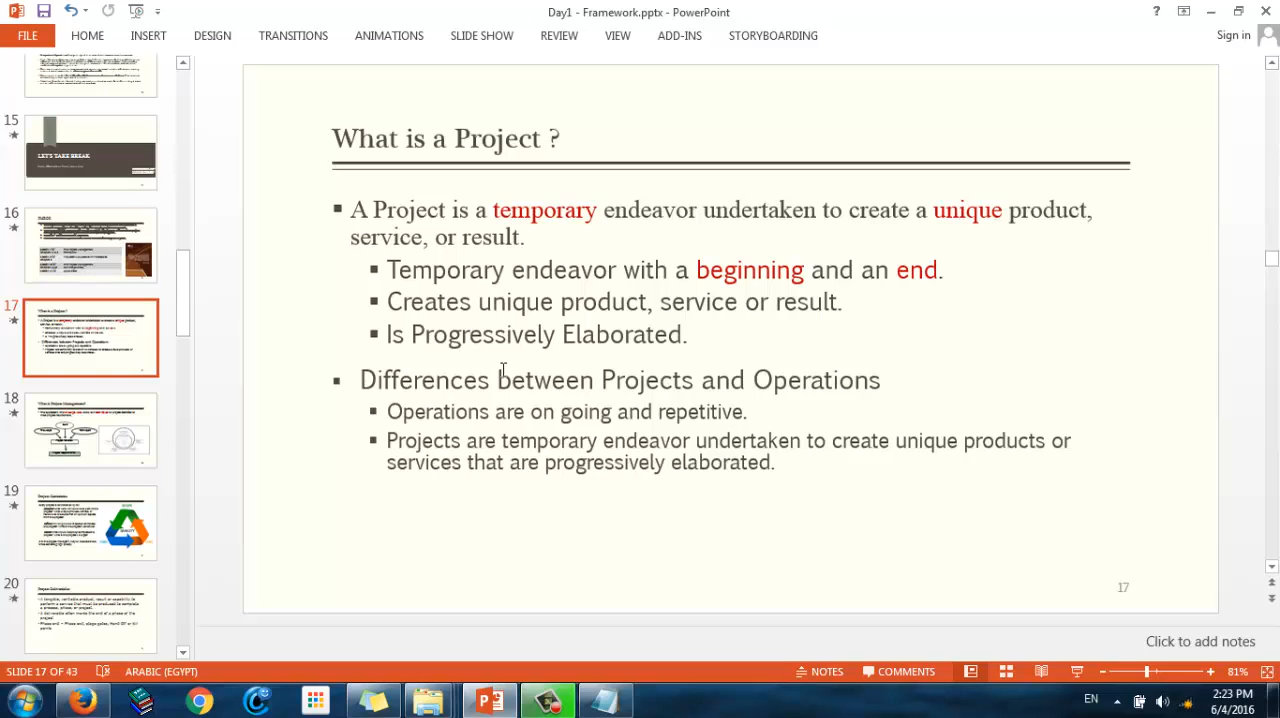 Day1 - Framework.pptx - PowerPoint
?
FILE HOME INSERT DESIGN TRANSITIONS ANIMATIONS SLIDE SHOW REVIEW VIEW ADD-INS STORYBOARDING
Sign in
15
LET'S TAKE BREAK
16
17
What is a Project ?
18
19
20
What is a Project ?
A Project is a temporary endeavor undertaken to create a unique product,
service, or result.
Temporary endeavor with a beginning and an end.
Creates unique product, service or result.
Is Progressively Elaborated.
Differences between Projects and Operations
Operations are on going and repetitive.
Projects are temporary endeavor undertaken to create unique products or
services that are progressively elaborated.
17
Click to add notes
SLIDE 17 OF 43 ARABIC (EGYPT) NOTES COMMENTS 81%
EN
2:23 PM
6/4/2016